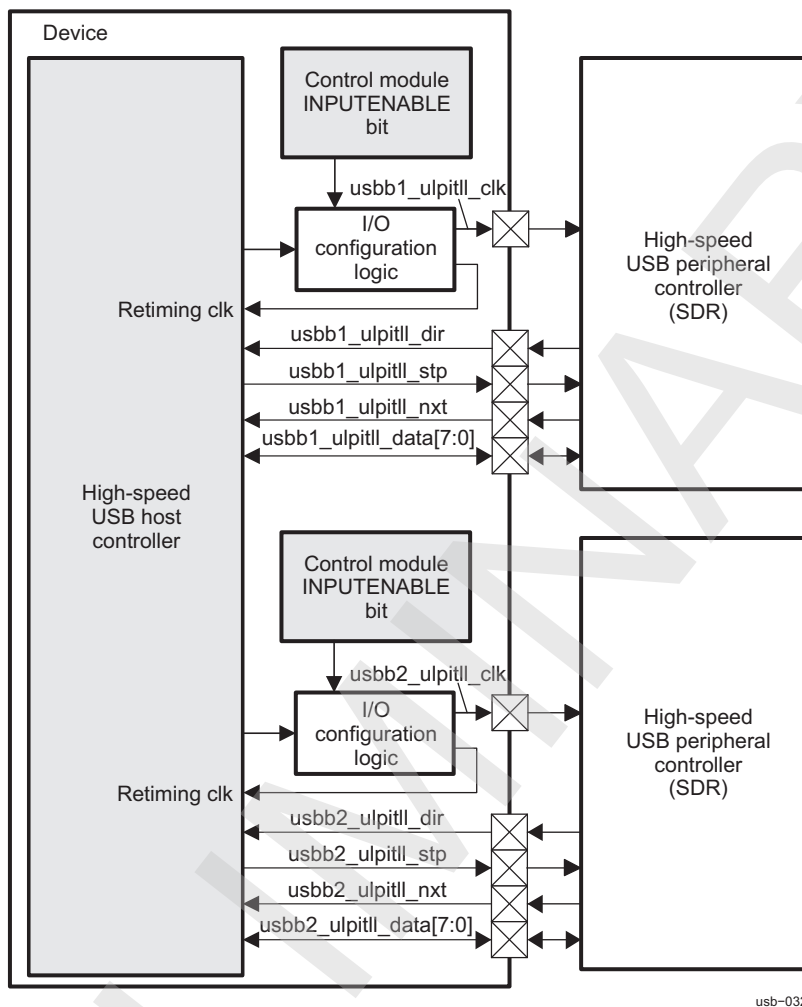 Device
Control module
INPUTENABLE
bit
usbb1_ulpitll_clk
I/O
configuration
logic
Retiming clk
usbb1_ulpitll_dir
usbb1_ulpitll_stp
usbb1_ulpitll_nxt
usbb1_ulpitll_data[7:0]
High-speed
USB peripheral
controller
(SDR)
High-speed
USB host
controller
Control module
INPUTENABLE
bit
usbb2_ulpitll_clk
I/O
configuration
logic
Retiming clk
usbb2_ulpitll_dir
usbb2_ulpitll_stp
usbb2_ulpitll_nxt
usbb2_ulpitll_data[7:0]
High-speed
USB peripheral
controller
(SDR)